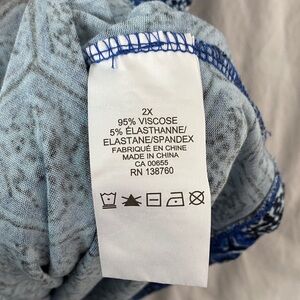 2X
95% VISCOSE
5% ÉLASTHANNE/
ELASTANE/SPANDEX
FABRIQUÉ EN CHINE
MADE IN CHINA
CA 00655
RN 138760